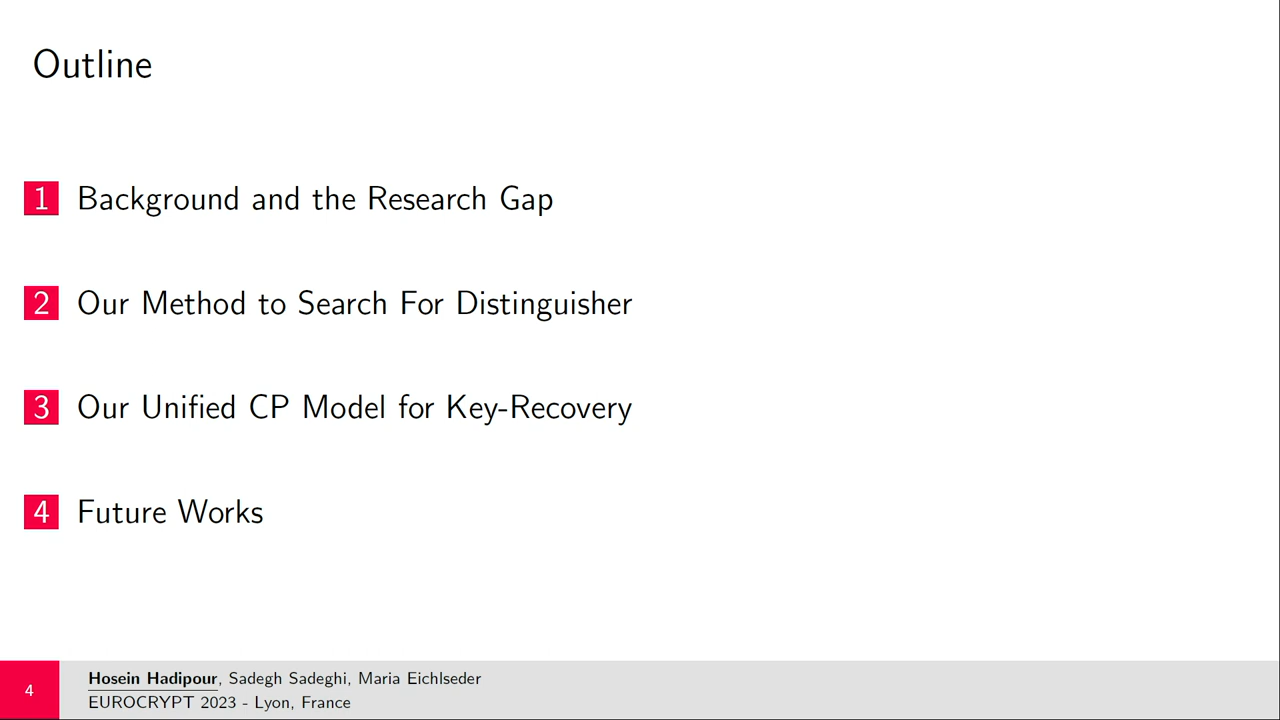 Outline
1 Background and the Research Gap
2 Our Method to Search For Distinguisher
3 Our Unified CP Model for Key-Recovery
4 Future Works
4
Hosein Hadipour, Sadegh Sadeghi, Maria Eichlseder
EUROCRYPT 2023 - Lyon, France